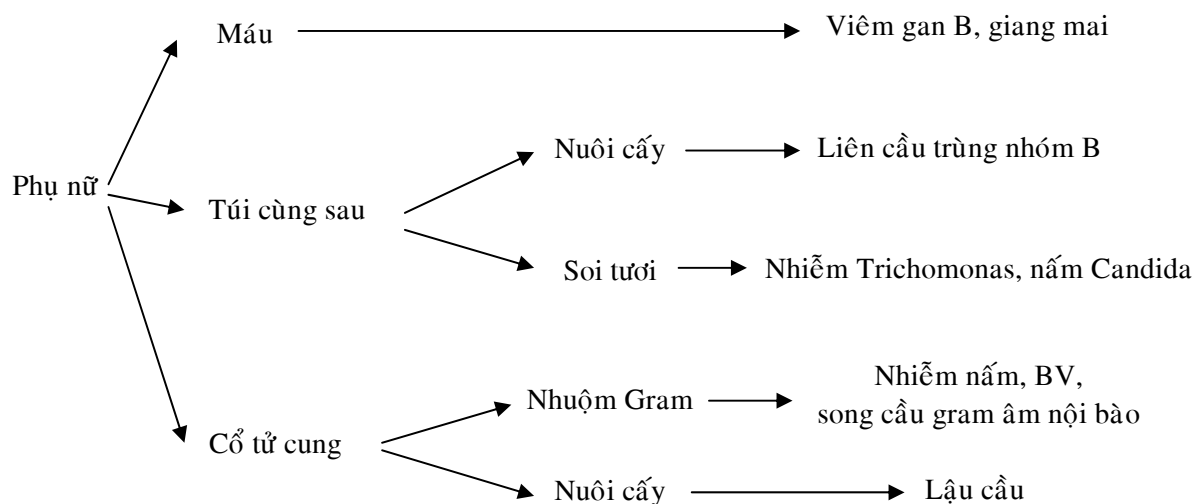 Máu
Viêm gan B, giang mai
Phụ nữ
Túi cùng sau
Nuôi cấy
Liên cầu trùng nhóm B
Soi tươi
Nhiễm Trichomonas, nấm Candida
Cổ tử cung
Nhuộm Gram
Nhiễm nấm, BV,
song cầu gram âm nội bào
Nuôi cấy
Lậu cầu